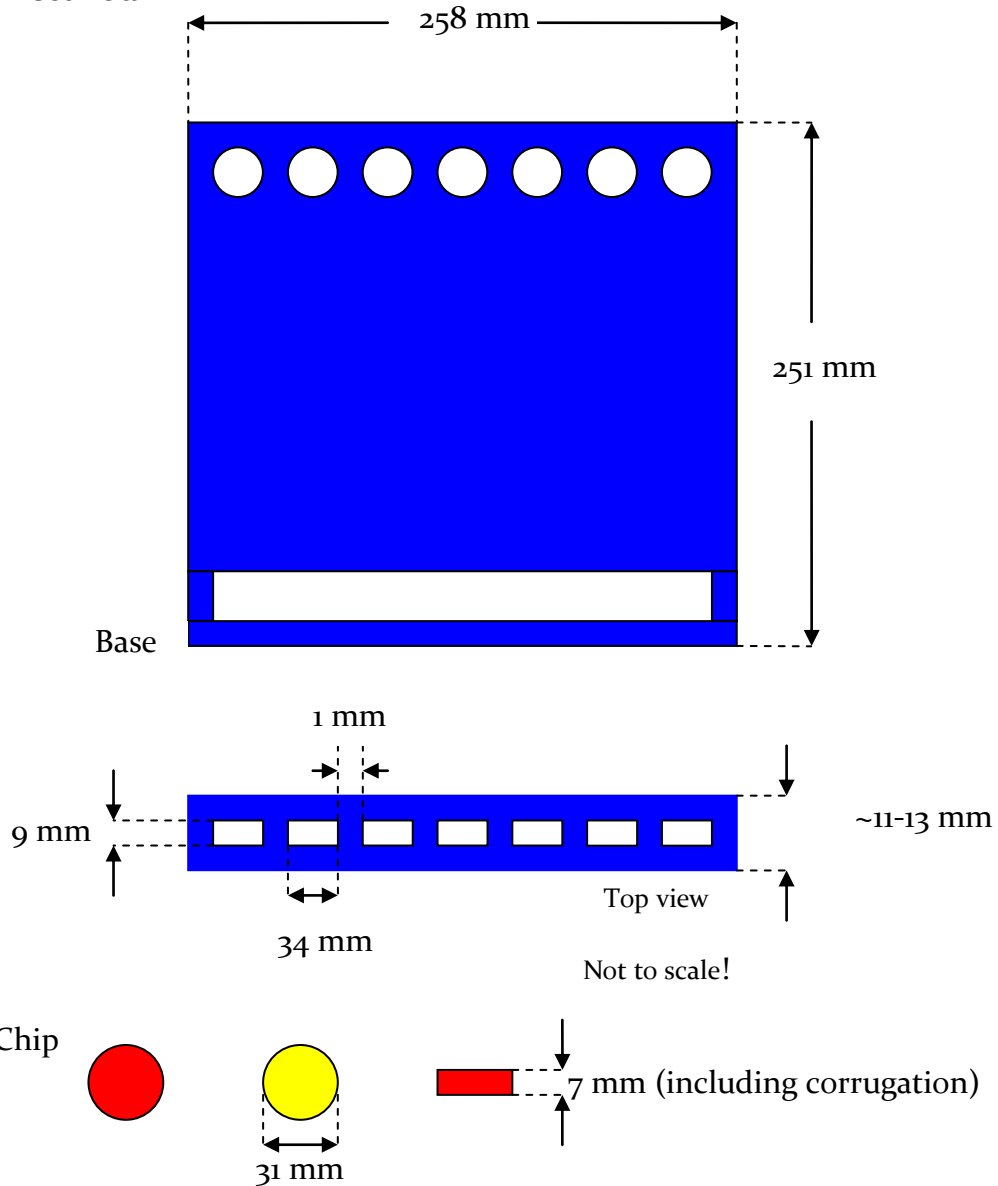 258 mm
251 mm
Base
1 mm
9 mm
~11-13 mm
Top view
34 mm
Not to scale!
Chip
7 mm (including corrugation)
31 mm